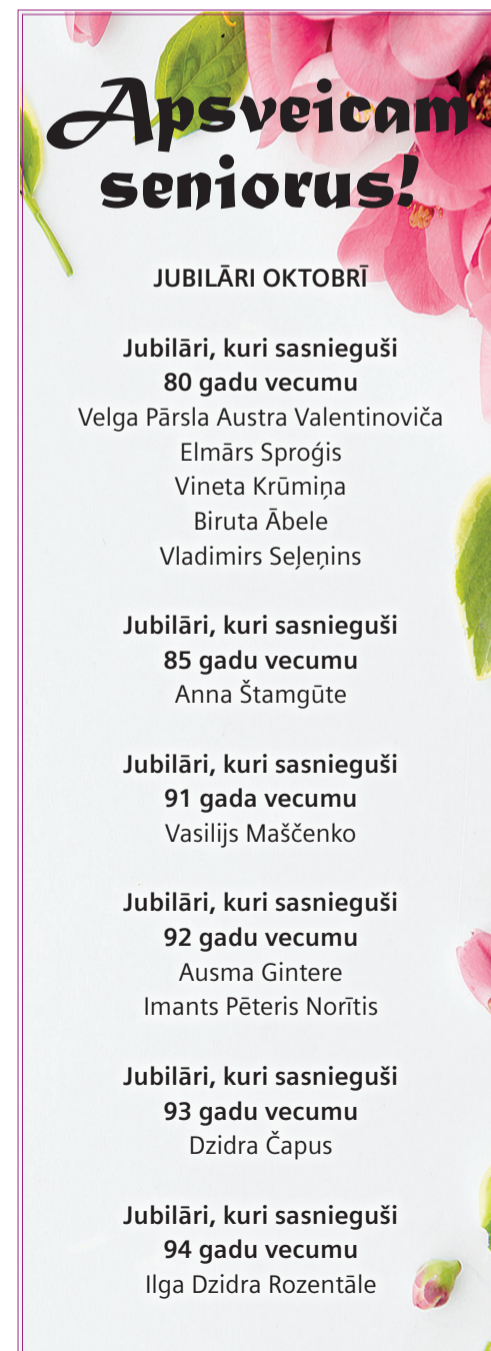 Apsveicam
seniorus!
JUBILĀRI OKTOBRĪ
Jubilāri, kuri sasnieguši
80 gadu vecumu
Velga Pārsla Austra Valentinoviča
Elmārs Sproģis
Vineta Krūmiņa
Biruta Ābele
Vladimirs Seļeņins
Jubilāri, kuri sasnieguši
85 gadu vecumu
Anna Štamgūte
Jubilāri, kuri sasnieguši
91 gada vecumu
Vasilijs Maščenko
Jubilāri, kuri sasnieguši
92 gadu vecumu
Ausma Gintere
Imants Pēteris Norītis
Jubilāri, kuri sasnieguši
93 gadu vecumu
Dzidra Čapus
Jubilāri, kuri sasnieguši
94 gadu vecumu
Ilga Dzidra Rozentāle